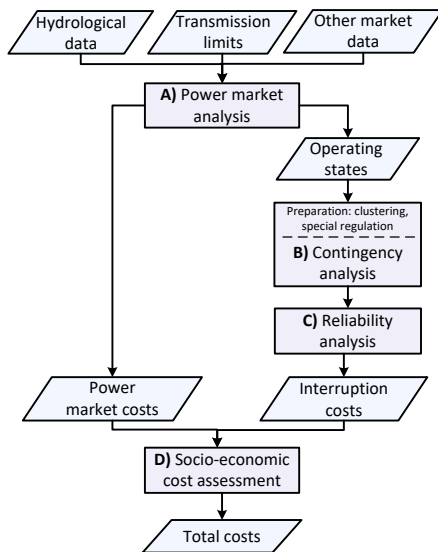 Hydrological
data
Transmission
limits
Other market
data
A) Power market
analysis
Operating
states
Preparation: clustering,
special regulation
B) Contingency
analysis
C) Reliability
analysis
Power
market costs
Interruption
costs
D) Socio-economic
cost assessment
Total costs